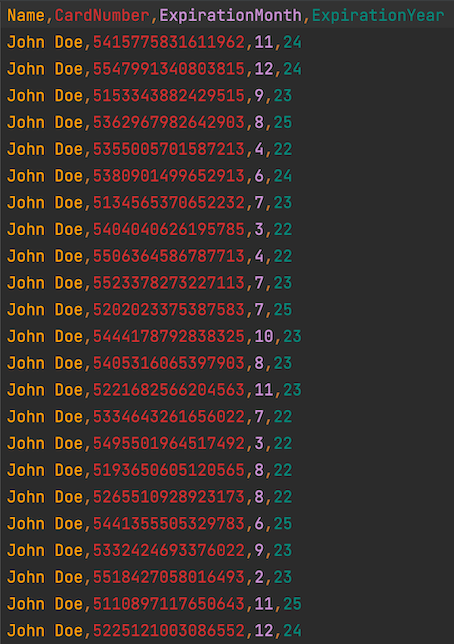 Name,CardNumber,ExpirationMonth,ExpirationYear
John Doe,5415775831611962,11,24
John Doe,5547991340803815,12,24
John Doe,5153343882429515,9,23
John Doe,5362967982642903,8,25
John Doe,5355005701587213,4,22
John Doe,5380901499652913,6,24
John Doe,5134565370652232,7,23
John Doe,5404040626195785,3,22
John Doe,5506364586787713,4,22
John Doe,5523378273227113,7,23
John Doe,5202023375387583,7,25
John Doe,5444178792838325,10,23
John Doe,5405316065397903,8,23
John Doe,5221682566204563,11,23
John Doe,5334643261656022,7,22
John Doe,5495501964517492,3,22
John Doe,5193650605120565,8,22
John Doe,5265510928923173,8,22
John Doe,5441355505329783,6,25
John Doe,5332424693376022,9,23
John Doe,5518427058016493,2,23
John Doe,5110897117650643,11,25
John Doe,5225121003086552,12,24